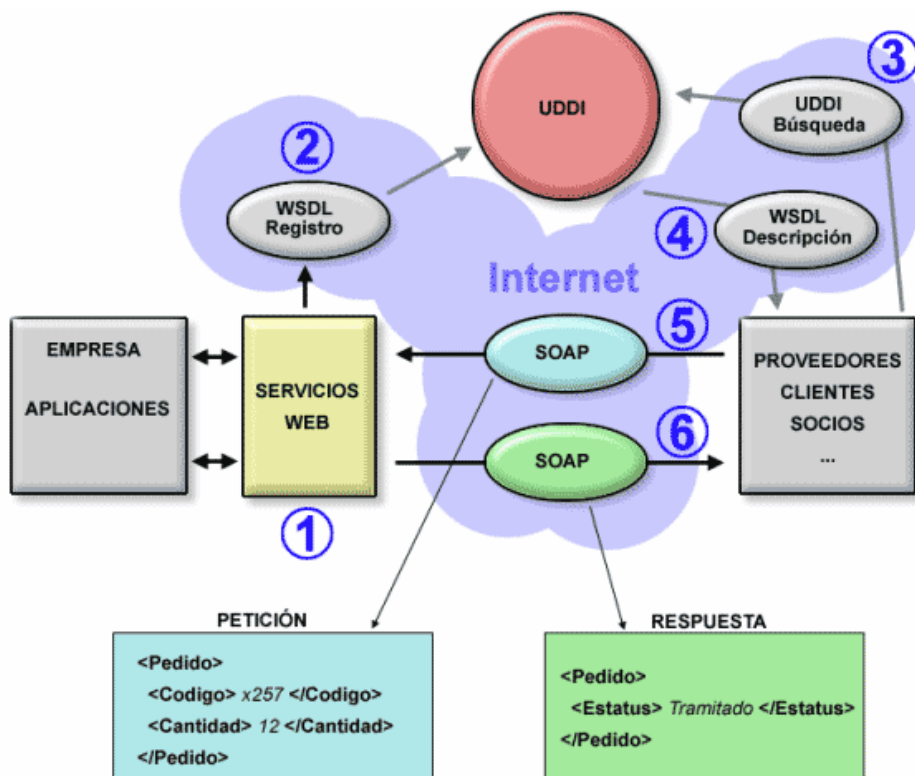 3
UDDI
UDDI
Búsqueda
2
WSDL
Registro
4
WSDL
Descripción
Internet
EMPRESA
APLICACIONES
SERVICIOS
WEB
SOAP
5
PROVEEDORES
CLIENTES
SOCIOS
...
SOAP
6
1
PETICIÓN
<Pedido>
<Codigo> x257 </Codigo>
<Cantidad> 12 </Cantidad>
</Pedido>
RESPUESTA
<Pedido>
<Estatus> Tramitado </Estatus>
</Pedido>